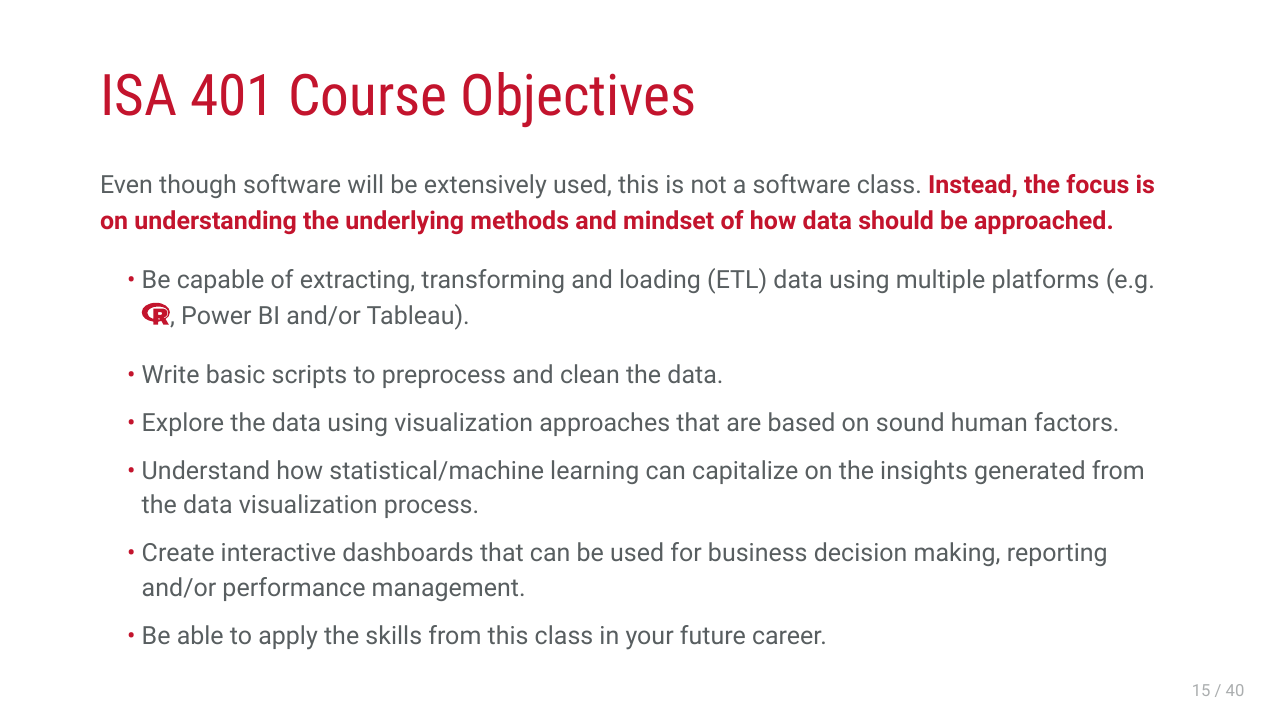 ISA 401 Course Objectives
Even though software will be extensively used, this is not a software class. Instead, the focus is
on understanding the underlying methods and mindset of how data should be approached.
• Be capable of extracting, transforming and loading (ETL) data using multiple platforms (e.g.
R, Power BI and/or Tableau).
• Write basic scripts to preprocess and clean the data.
• Explore the data using visualization approaches that are based on sound human factors.
• Understand how statistical/machine learning can capitalize on the insights generated from
the data visualization process.
• Create interactive dashboards that can be used for business decision making, reporting
and/or performance management.
• Be able to apply the skills from this class in your future career.
15 / 40